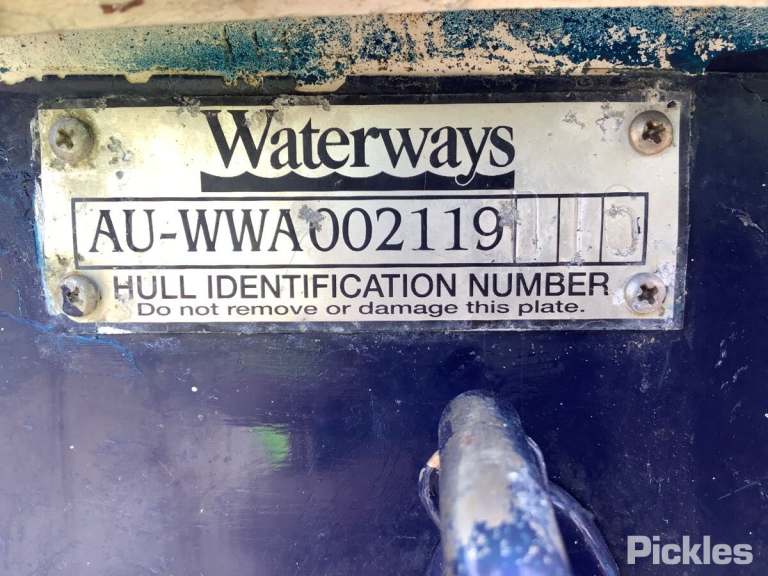 Waterways
AU-WWA002119
HULL IDENTIFICATION NUMBER
Do not remove or damage this plate.
Pickles